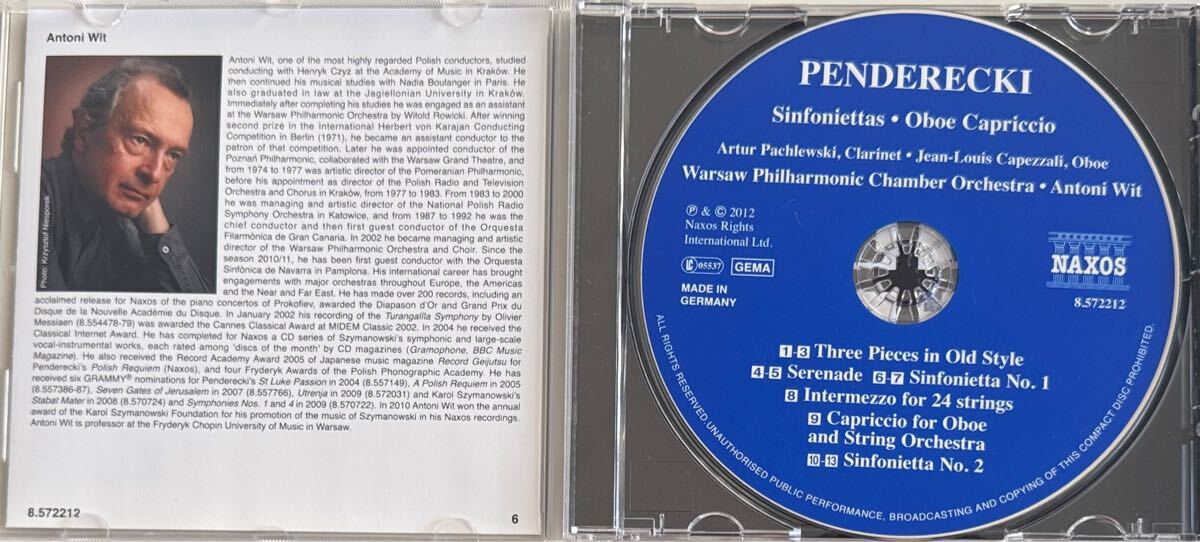 Antoni Wit
Antoni Wit, one of the most highly regarded Polish conductors, studied
conducting with Henryk Czyz at the Academy of Music in Kraków. He
then continued his musical studies with Nadia Boulanger in Paris. He
also graduated in law at the Jagiellonian University in Kraków.
Immediately after completing his studies he was engaged as an assistant
at the Warsaw Philharmonic Orchestra by Witold Rowicki. After winning
second prize in the International Herbert von Karajan Conducting
Competition in Berlin (1971), he became an assistant conductor to the
patron of that competition. Later he was appointed conductor of the
Poznań Philharmonic, collaborated with the Warsaw Grand Theatre, and
from 1974 to 1977 was artistic director of the Pomeranian Philharmonic,
before his appointment as director of the Polish Radio and Television
Orchestra and Chorus in Kraków, from 1977 to 1983. From 1983 to 2000
he was managing and artistic director of the National Polish Radio
Symphony Orchestra in Katowice, and from 1987 to 1992 he was the
chief conductor and then first guest conductor of the Orquesta
Filarmónica de Gran Canaria. In 2002 he became managing and artistic
director of the Warsaw Philharmonic Orchestra and Choir. Since the
season 2010/11, he has been first guest conductor with the Orquesta
Sinfónica de Navarra in Pamplona. His international career has brought
engagements with major orchestras throughout Europe, the Americas
and the Near and Far East. He has made over 200 records, including an
acclaimed release for Naxos of the piano concertos of Prokofiev, awarded the Diapason d'Or and Grand Prix du
Disque de la Nouvelle Académie du Disque. In January 2002 his recording of the Turangalîla Symphony by Olivier
Messiaen (8.554478-79) was awarded the Cannes Classical Award at MIDEM Classic 2002. In 2004 he received the
Classical Internet Award. He has completed for Naxos a CD series of Szymanowski's symphonic and large-scale
vocal-instrumental works, each rated among 'discs of the month' by CD magazines (Gramophone, BBC Music
Magazine). He also received the Record Academy Award 2005 of Japanese music magazine Record Geijutsu for
Penderecki's Polish Requiem (Naxos), and four Fryderyk Awards of the Polish Phonographic Academy. He has
received six GRAMMY® nominations for Penderecki's St Luke Passion in 2004 (8.557149), A Polish Requiem in 2005
(8.557386-87), Seven Gates of Jerusalem in 2007 (8.557766), Utrenja in 2009 (8.572031) and Karol Szymanowski's
Stabat Mater in 2008 (8.570724) and Symphonies Nos. 1 and 4 in 2009 (8.570722). In 2010 Antoni Wit won the annual
award of the Karol Szymanowski Foundation for his promotion of the music of Szymanowski in his Naxos recordings.
Antoni Wit is professor at the Fryderyk Chopin University of Music in Warsaw.
Photo: Krzysztof Niesporek
8.572212
6
PENDERECKI
Sinfoniettas • Oboe Capriccio
Artur Pachlewski, Clarinet • Jean-Louis Capezzali, Oboe
Warsaw Philharmonic Chamber Orchestra • Antoni Wit
℗ & © 2012
Naxos Rights
International Ltd.
LC 05537 GEMA
MADE IN
GERMANY
NAXOS
8.572212
1-3 Three Pieces in Old Style
4-5 Serenade 6-7 Sinfonietta No. 1
8 Intermezzo for 24 strings
9 Capriccio for Oboe
and String Orchestra
10-13 Sinfonietta No. 2
ALL RIGHTS RESERVED. UNAUTHORISED PUBLIC PERFORMANCE, BROADCASTING AND COPYING OF THIS COMPACT DISC PROHIBITED.